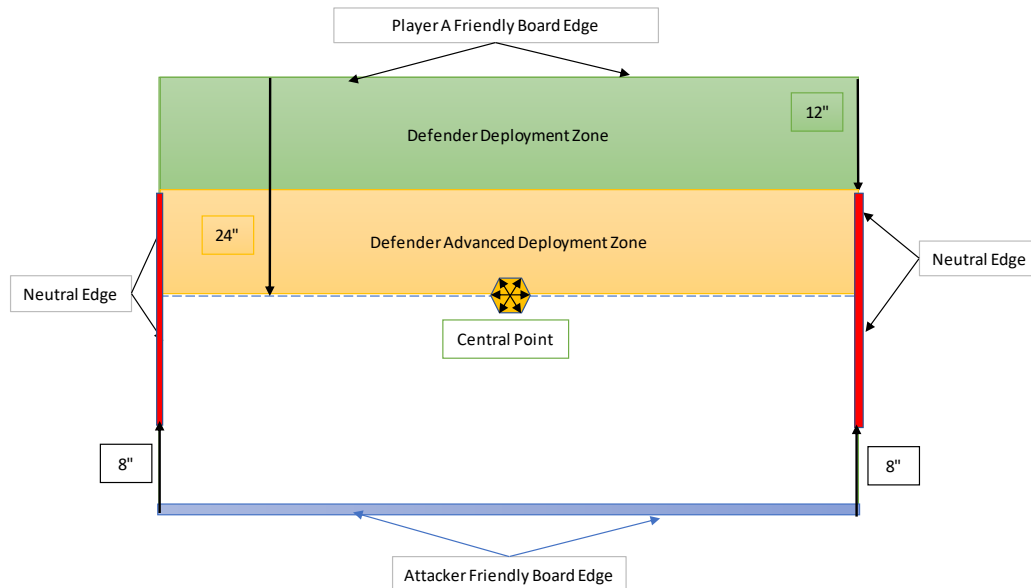 Player A Friendly Board Edge
12"
Defender Deployment Zone
24"
Defender Advanced Deployment Zone
Neutral Edge
Neutral Edge
Central Point
8"
8"
Attacker Friendly Board Edge